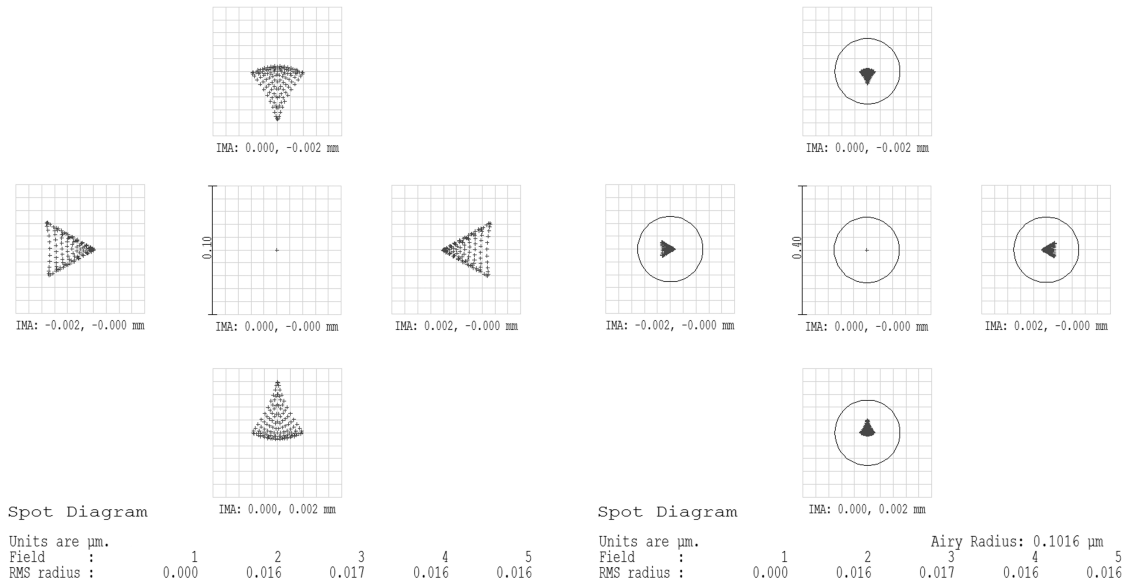 IMA: 0.000, -0.002 mm
IMA: -0.002, -0.000 mm
0.10
IMA: 0.000, -0.000 mm
IMA: 0.002, -0.000 mm
IMA: 0.000, 0.002 mm
Spot Diagram
Units are µm.
Field : 1 2 3 4 5
RMS radius : 0.000 0.016 0.017 0.016 0.016
IMA: 0.000, -0.002 mm
IMA: -0.002, -0.000 mm
0.40
IMA: 0.000, -0.000 mm
IMA: 0.002, -0.000 mm
IMA: 0.000, 0.002 mm
Spot Diagram
Units are µm. Airy Radius: 0.1016 µm
Field : 1 2 3 4 5
RMS radius : 0.000 0.016 0.017 0.016 0.016